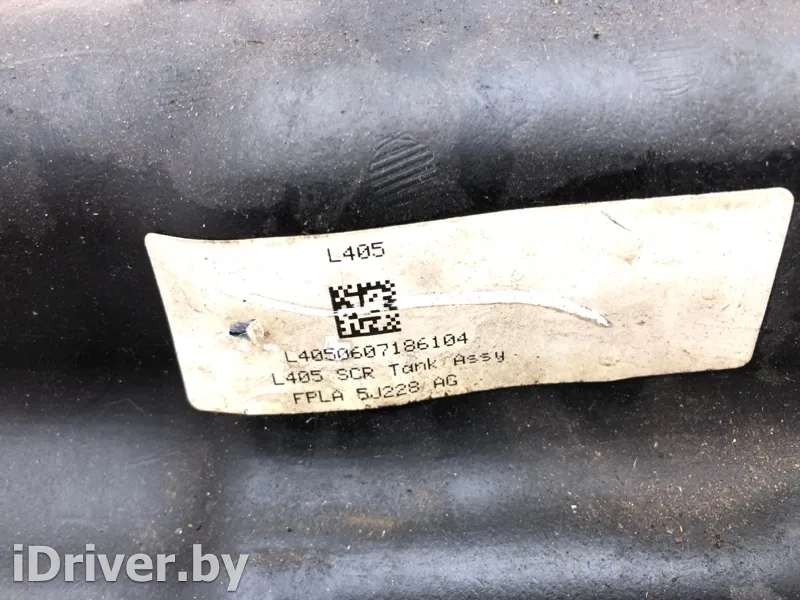 L405
L4050607186104
L405 SCR Tank Assy
FPLA 5J228 AG
iDriver.by